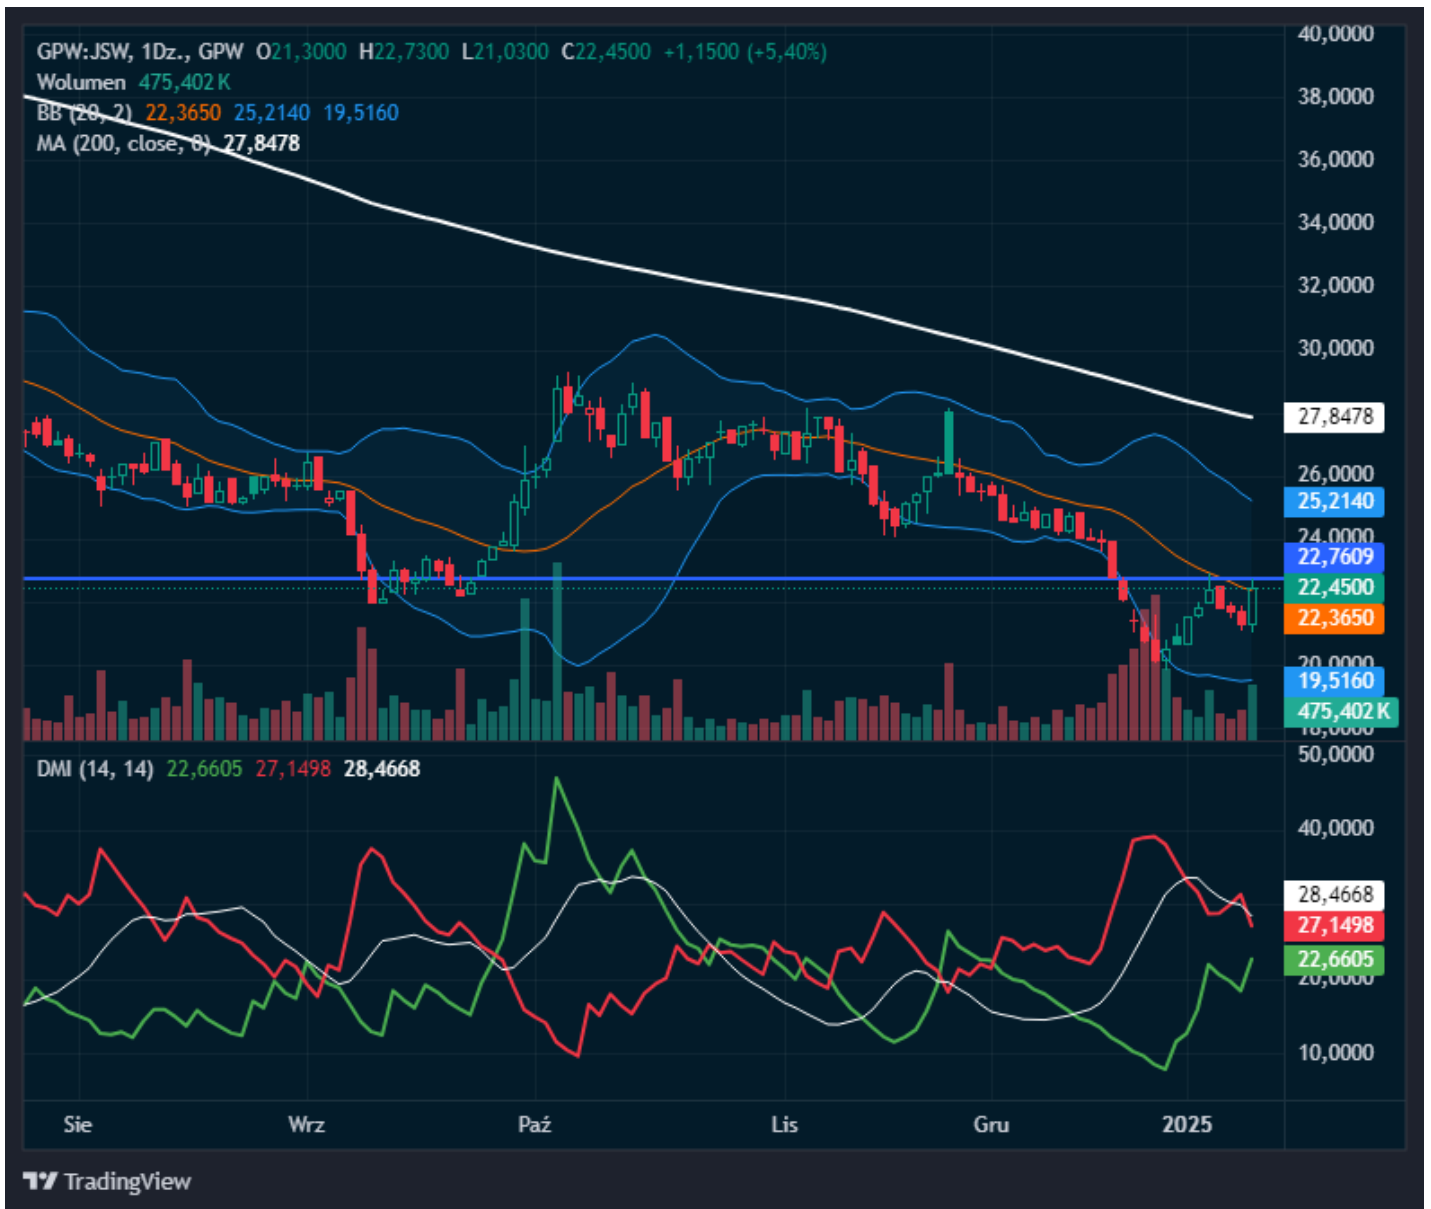 GPW:JSW, 1Dz., GPW O21,3000 H22,7300 L21,0300 C22,4500 +1,1500 (+5,40%)
Wolumen 475,402 K
BB (20, 2) 22,3650 25,2140 19,5160
MA (200, close, 0) 27,8478
40,0000
38,0000
36,0000
34,0000
32,0000
30,0000
27,8478
26,0000
25,2140
24,0000
22,7609
22,4500
22,3650
20,0000
19,5160
475,402 K
18,0000
DMI (14, 14) 22,6605 27,1498 28,4668
50,0000
40,0000
28,4668
27,1498
22,6605
20,0000
10,0000
Sie Wrz Paź Lis Gru 2025
TradingView